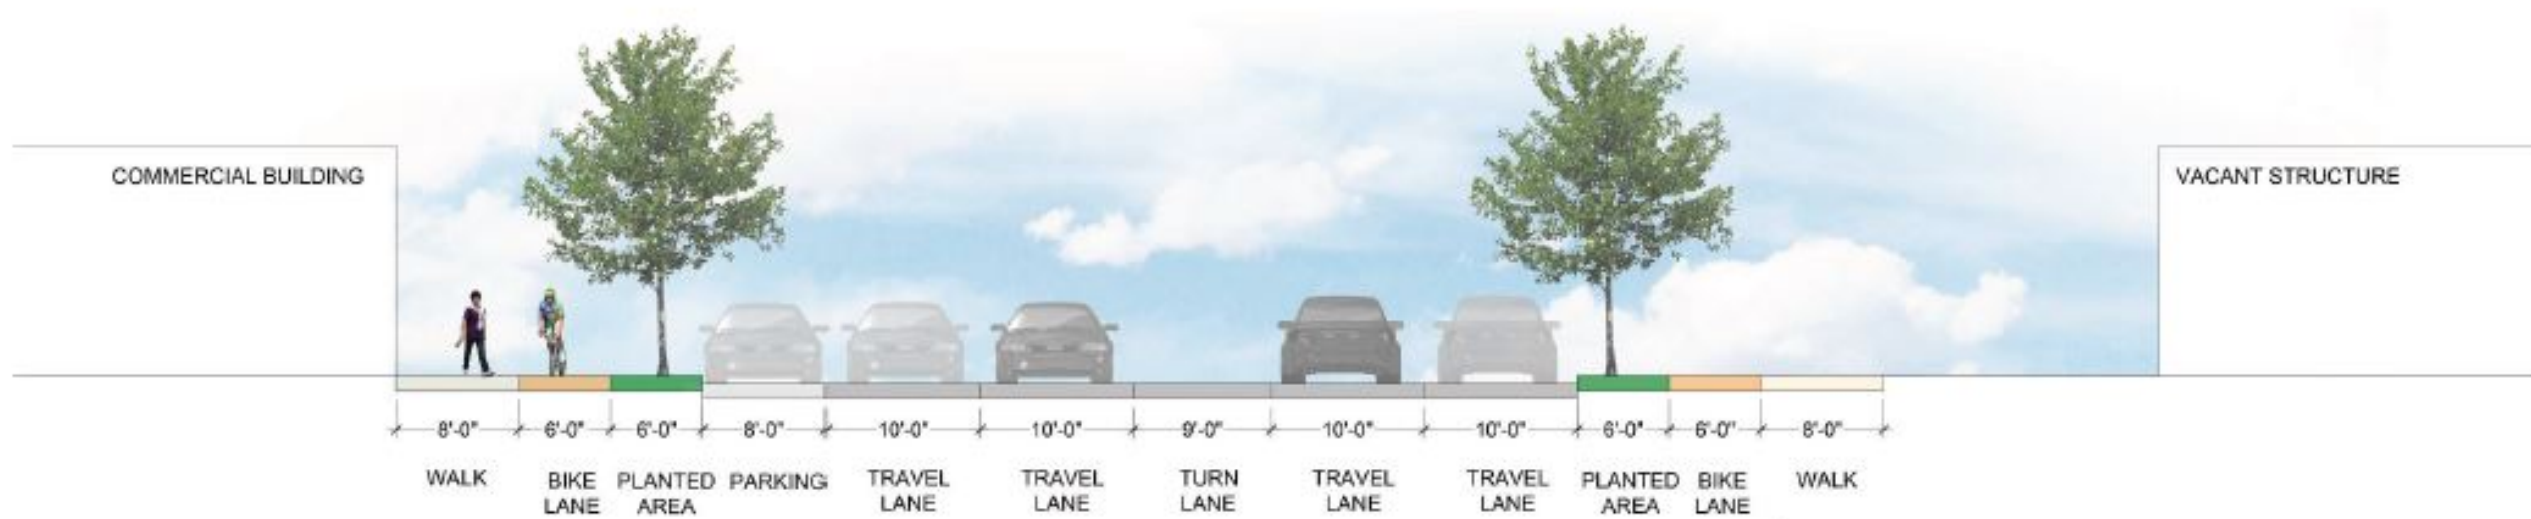 COMMERCIAL BUILDING
VACANT STRUCTURE
8'-0" 6'-0" 6'-0" 8'-0" 10'-0" 10'-0" 9'-0" 10'-0" 10'-0" 6'-0" 6'-0" 8'-0"
WALK BIKE PLANTED PARKING TRAVEL TRAVEL TURN TRAVEL TRAVEL PLANTED BIKE WALK
LANE AREA LANE LANE LANE LANE LANE AREA LANE